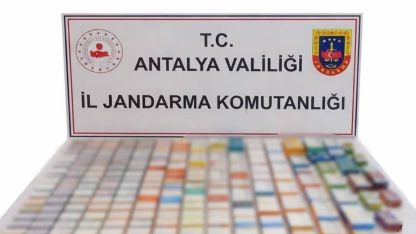 T.C.
ANTALYA VALİLİĞİ
İL JANDARMA KOMUTANLIĞI